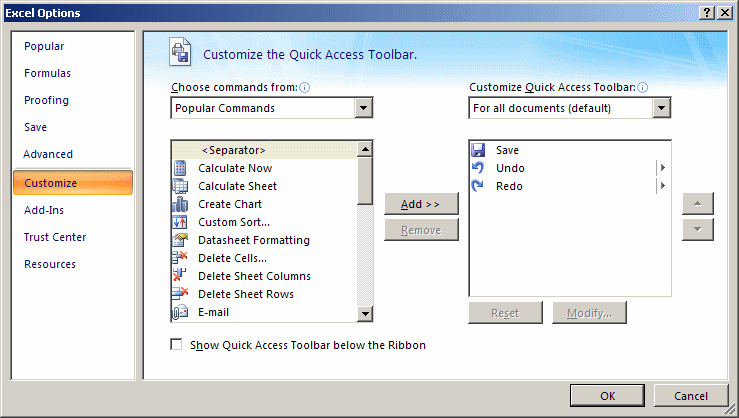 Excel Options
Popular
Formulas
Proofing
Save
Advanced
Customize
Add-Ins
Trust Center
Resources
Customize the Quick Access Toolbar.
Choose commands from:
Popular Commands
<Separator>
Calculate Now
Calculate Sheet
Create Chart
Custom Sort...
Datasheet Formatting
Delete Cells...
Delete Sheet Columns
Delete Sheet Rows
E-mail
Add >>
Remove
Customize Quick Access Toolbar:
For all documents (default)
Save
Undo
Redo
Reset
Modify...
Show Quick Access Toolbar below the Ribbon
OK
Cancel